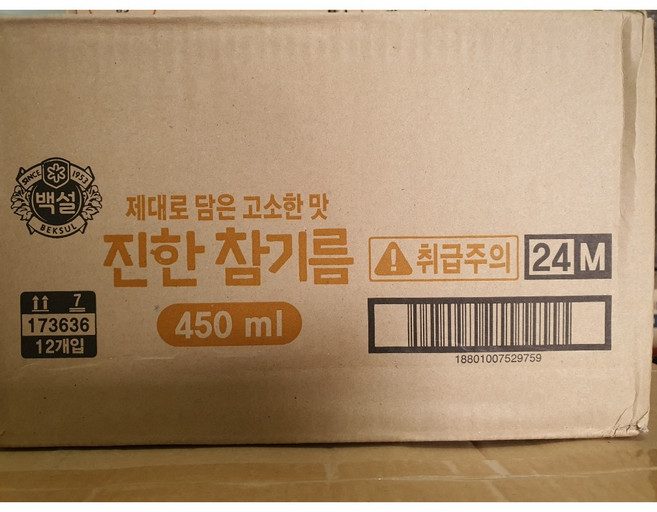 SINCE 1953
백설
BEKSUL
제대로 담은 고소한 맛
진한 참기름
취급주의
24M
450 ml
7
173636
12개입
18801007529759